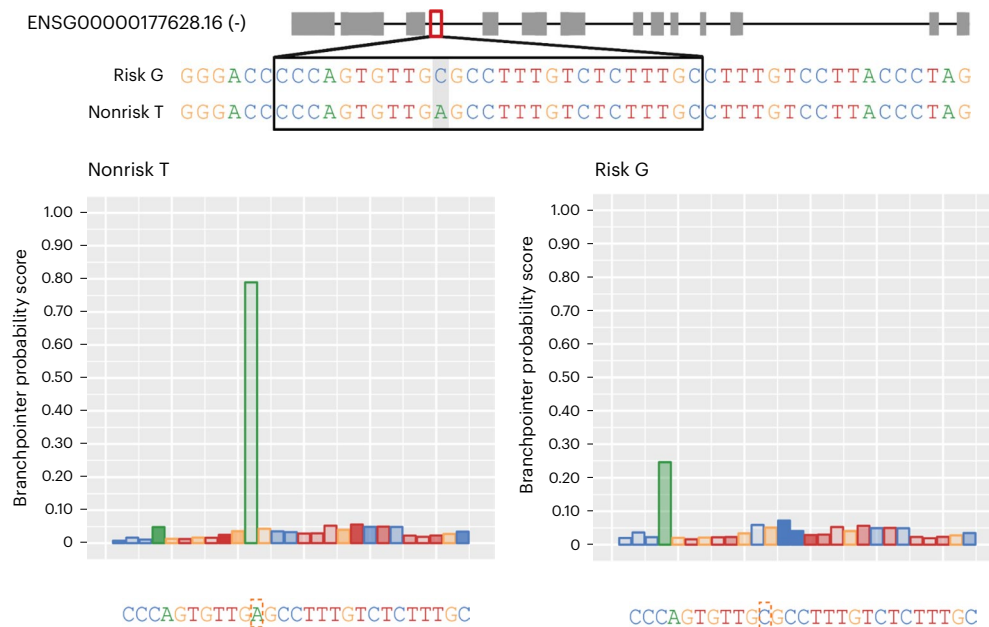 ENSG00000177628.16 (-)
Risk G GGGACCCCCAGTGTTGCGCCTTTGTCTCTTTGCCTTTGTCCTTACCCTAG
Nonrisk T GGGACCCCCAGTGTTGAGCCTTTGTCTCTTTGCCTTTGTCCTTACCCTAG
Nonrisk T
Branchpointer probability score
1.00
0.90
0.80
0.70
0.60
0.50
0.40
0.30
0.20
0.10
0
CCCAGTGTTGAGCCTTTGTCTCTTTGC
Risk G
Branchpointer probability score
1.00
0.90
0.80
0.70
0.60
0.50
0.40
0.30
0.20
0.10
0
CCCAGTGTTGCGCCTTTGTCTCTTTGC